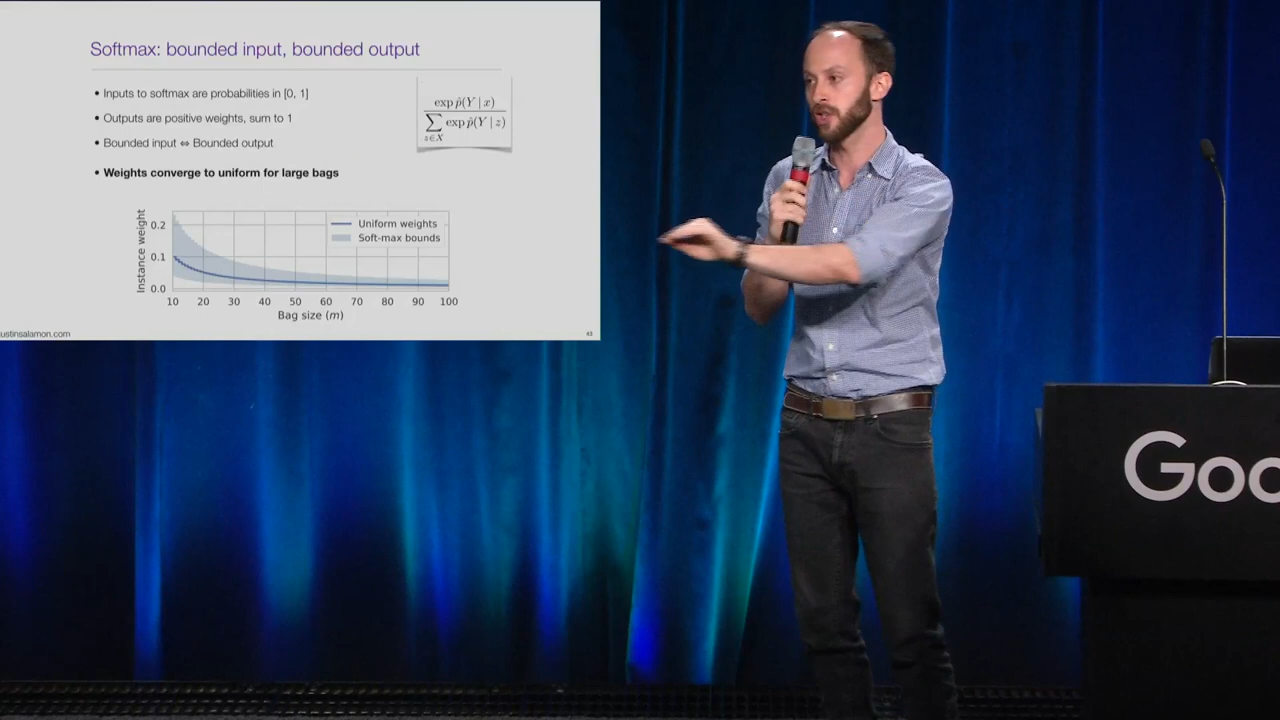 Softmax: bounded input, bounded output
• Inputs to softmax are probabilities in [0, 1]
• Outputs are positive weights, sum to 1
• Bounded input ⇔ Bounded output
• Weights converge to uniform for large bags
exp p̂(Y | x)
∑ exp p̂(Y | z)
z∈X
Instance weight
0.2
0.1
0.0
Uniform weights
Soft-max bounds
10 20 30 40 50 60 70 80 90 100
Bag size (m)
ustinsalamon.com
43
Goo